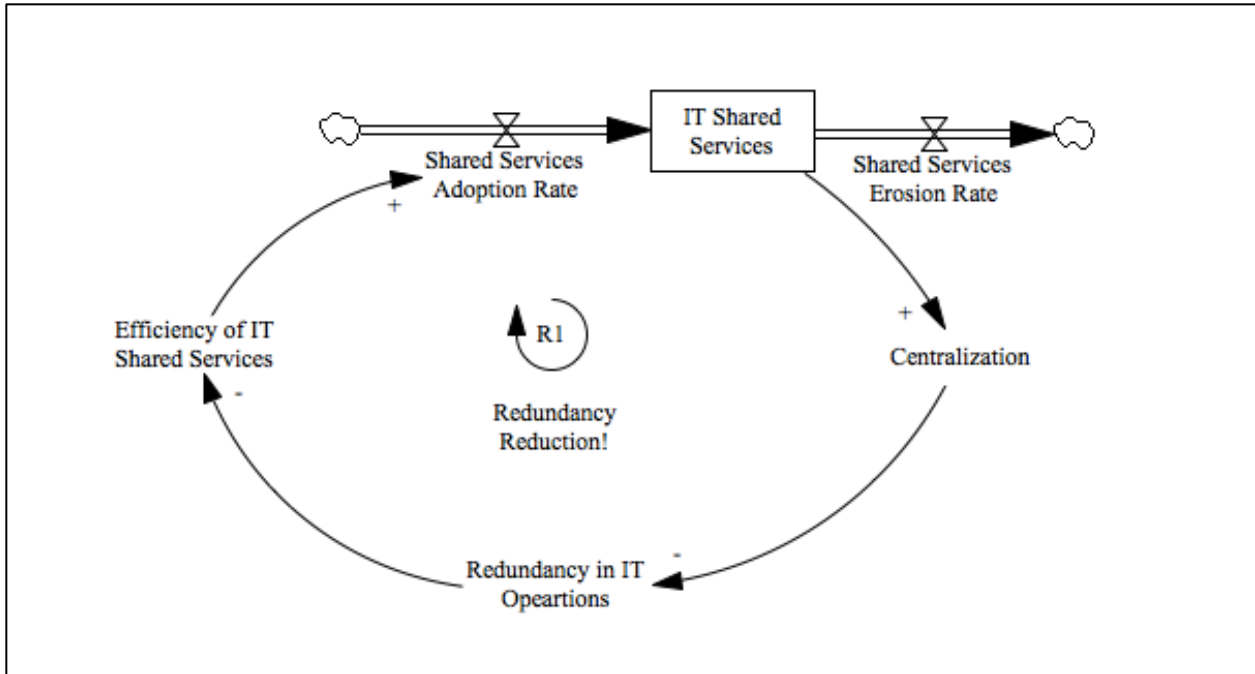 IT Shared
Services
Shared Services
Adoption Rate
Shared Services
Erosion Rate
+
+
Efficiency of IT
Shared Services
R1
Centralization
-
Redundancy
Reduction!
-
Redundancy in IT
Opeartions